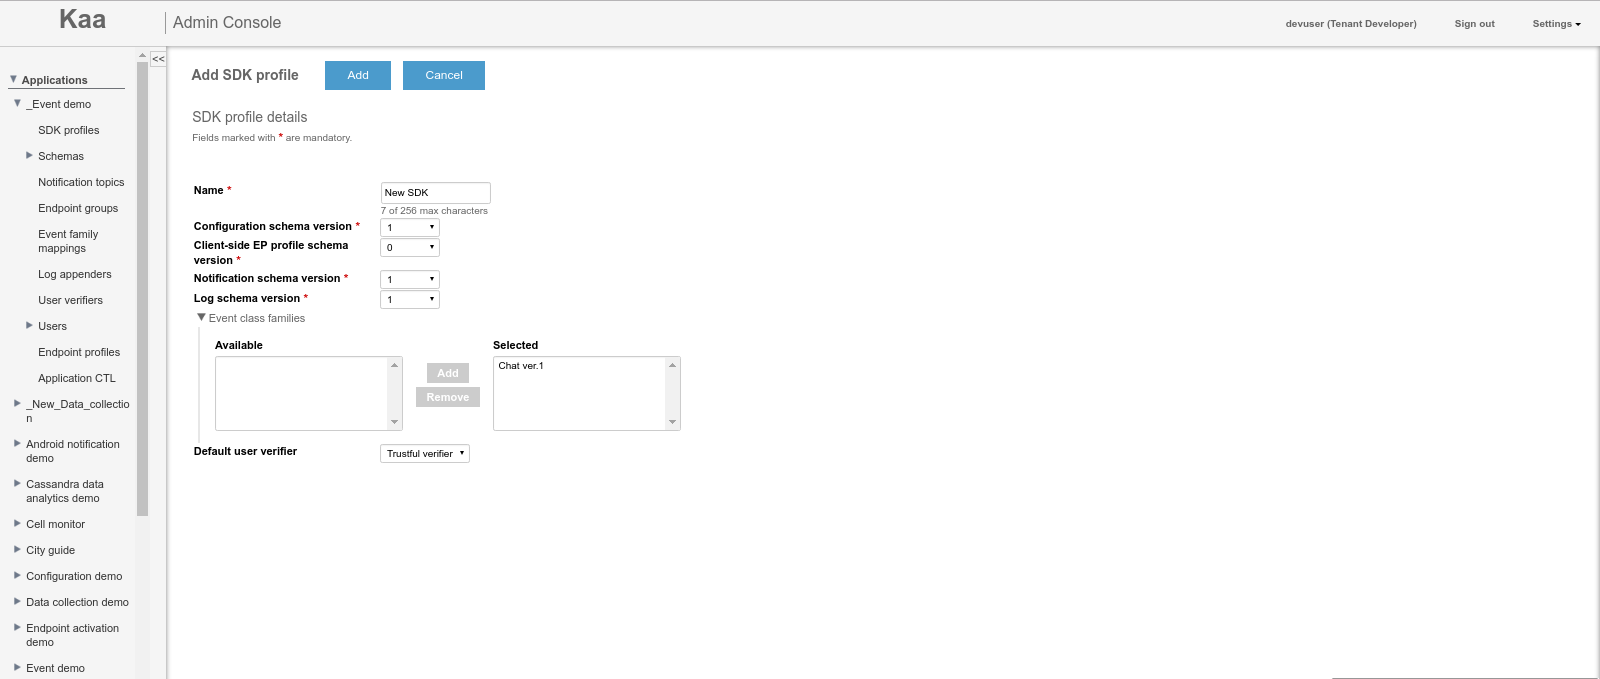 Kaa
Admin Console
devuser (Tenant Developer)
Sign out
Settings
<<
Applications
_Event demo
SDK profiles
Schemas
Notification topics
Endpoint groups
Event family
mappings
Log appenders
User verifiers
Users
Endpoint profiles
Application CTL
_New_Data_collectio
n
Android notification
demo
Cassandra data
analytics demo
Cell monitor
City guide
Configuration demo
Data collection demo
Endpoint activation
demo
Event demo
Add SDK profile
Add
Cancel
SDK profile details
Fields marked with * are mandatory.
Name *
New SDK
7 of 256 max characters
Configuration schema version *
1
Client-side EP profile schema
version *
0
Notification schema version *
1
Log schema version *
1
Event class families
Available
Selected
Add
Remove
Chat ver.1
Default user verifier
Trustful verifier